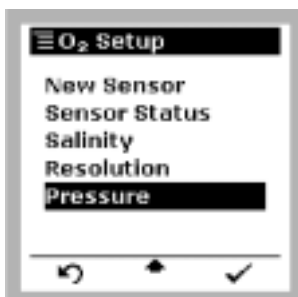 O₂ Setup
New Sensor
Sensor Status
Salinity
Resolution
Pressure